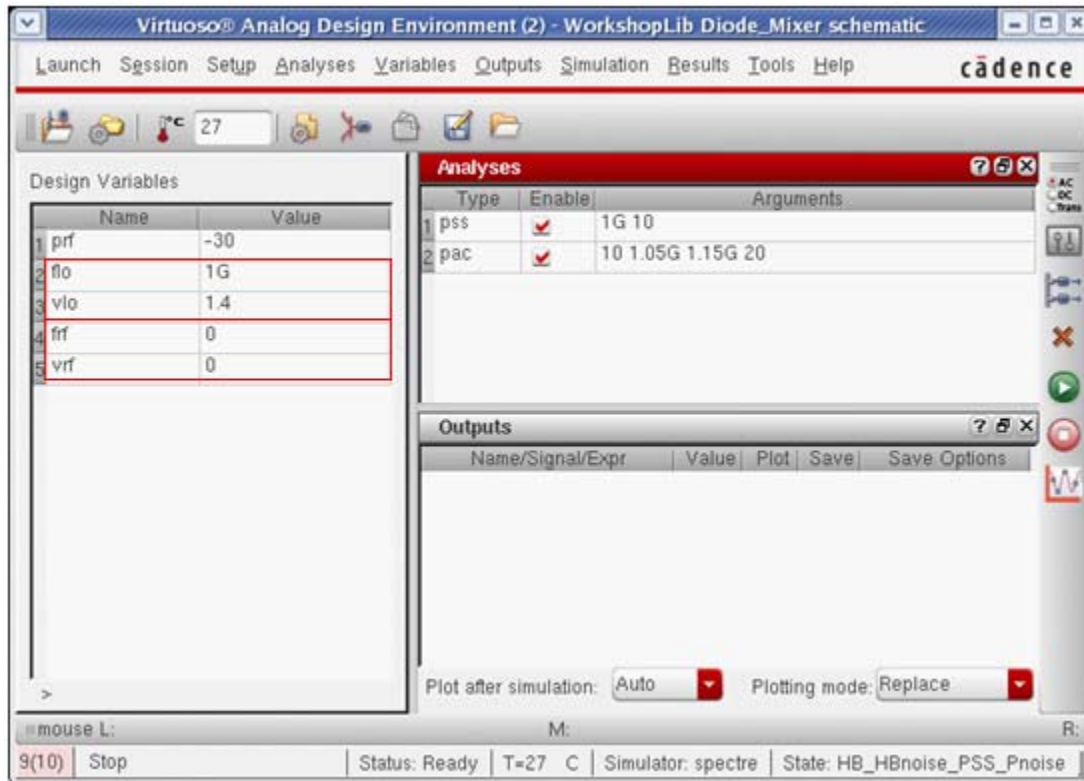 Virtuoso® Analog Design Environment (2) - WorkshopLib Diode_Mixer schematic
Launch Session Setup Analyses Variables Outputs Simulation Results Tools Help cādence
°C 27
Design Variables
Name Value
1 prf -30
2 flo 1G
3 vlo 1.4
4 frf 0
5 vrf 0
>
Analyses
Type Enable Arguments
1 pss 1G 10
2 pac 10 1.05G 1.15G 20
AC
DC
Trans
Outputs
Name/Signal/Expr Value Plot Save Save Options
Plot after simulation: Auto Plotting mode: Replace
mouse L: M: R:
9(10) Stop Status: Ready T=27 C Simulator: spectre State: HB_HBnoise_PSS_Pnoise